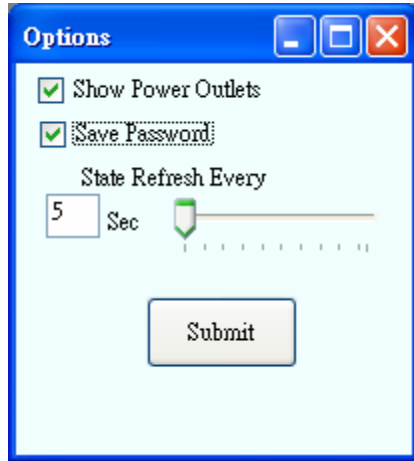 Options
Show Power Outlets
Save Password
State Refresh Every
5 Sec
Submit